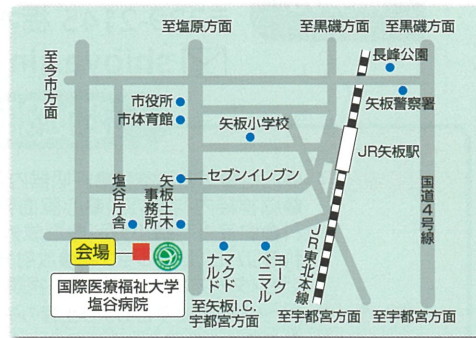 至塩原方面
至黒磯方面
至黒磯方面
至今市方面
長峰公園
市役所
市体育館
矢板小学校
矢板警察署
JR矢板駅
セブンイレブン
矢板土木
事務所
塩谷庁舎
国道4号線
JR東北本線
会場
マクド
ナルド
ヨーク
ベニマル
国際医療福祉大学
塩谷病院
至矢板I.C.
宇都宮方面
至宇都宮方面
至宇都宮方面